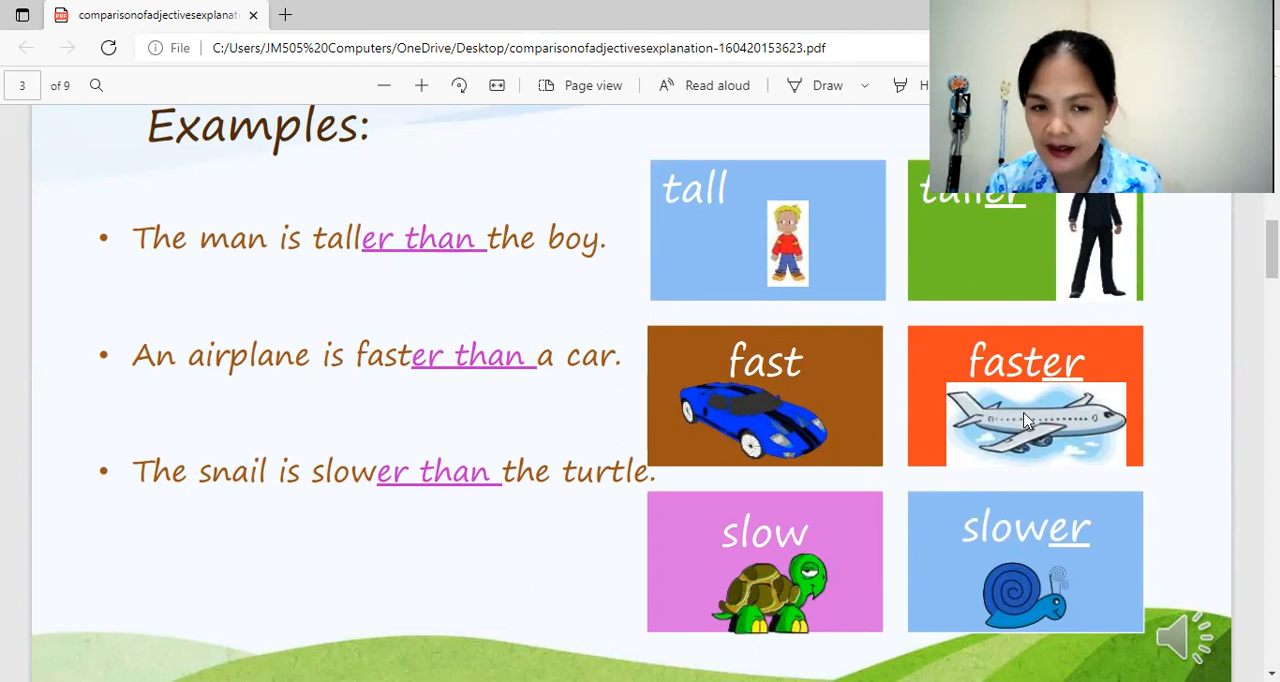 comparisonofadjectivesexplanat
File
C:/Users/JM505%20Computers/OneDrive/Desktop/comparisonofadjectivesexplanation-160420153623.pdf
3 of 9
Page view
Read aloud
Draw
H
Examples:
tall
taller
• The man is taller than the boy.
• An airplane is faster than a car.
fast
faster
• The snail is slower than the turtle.
slow
slower